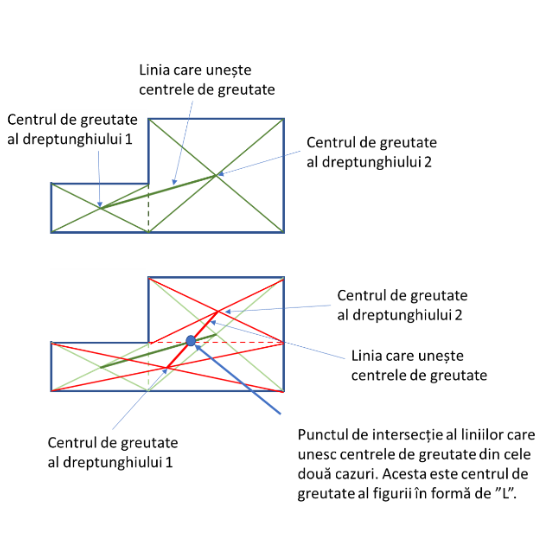 Linia care unește
centrele de greutate
Centrul de greutate
al dreptunghiului 1
Centrul de greutate
al dreptunghiului 2
Centrul de greutate
al dreptunghiului 2
Linia care unește
centrele de greutate
Centrul de greutate
al dreptunghiului 1
Punctul de intersecție al liniilor care
unesc centrele de greutate din cele
două cazuri. Acesta este centrul de
greutate al figurii în formă de ”L”.